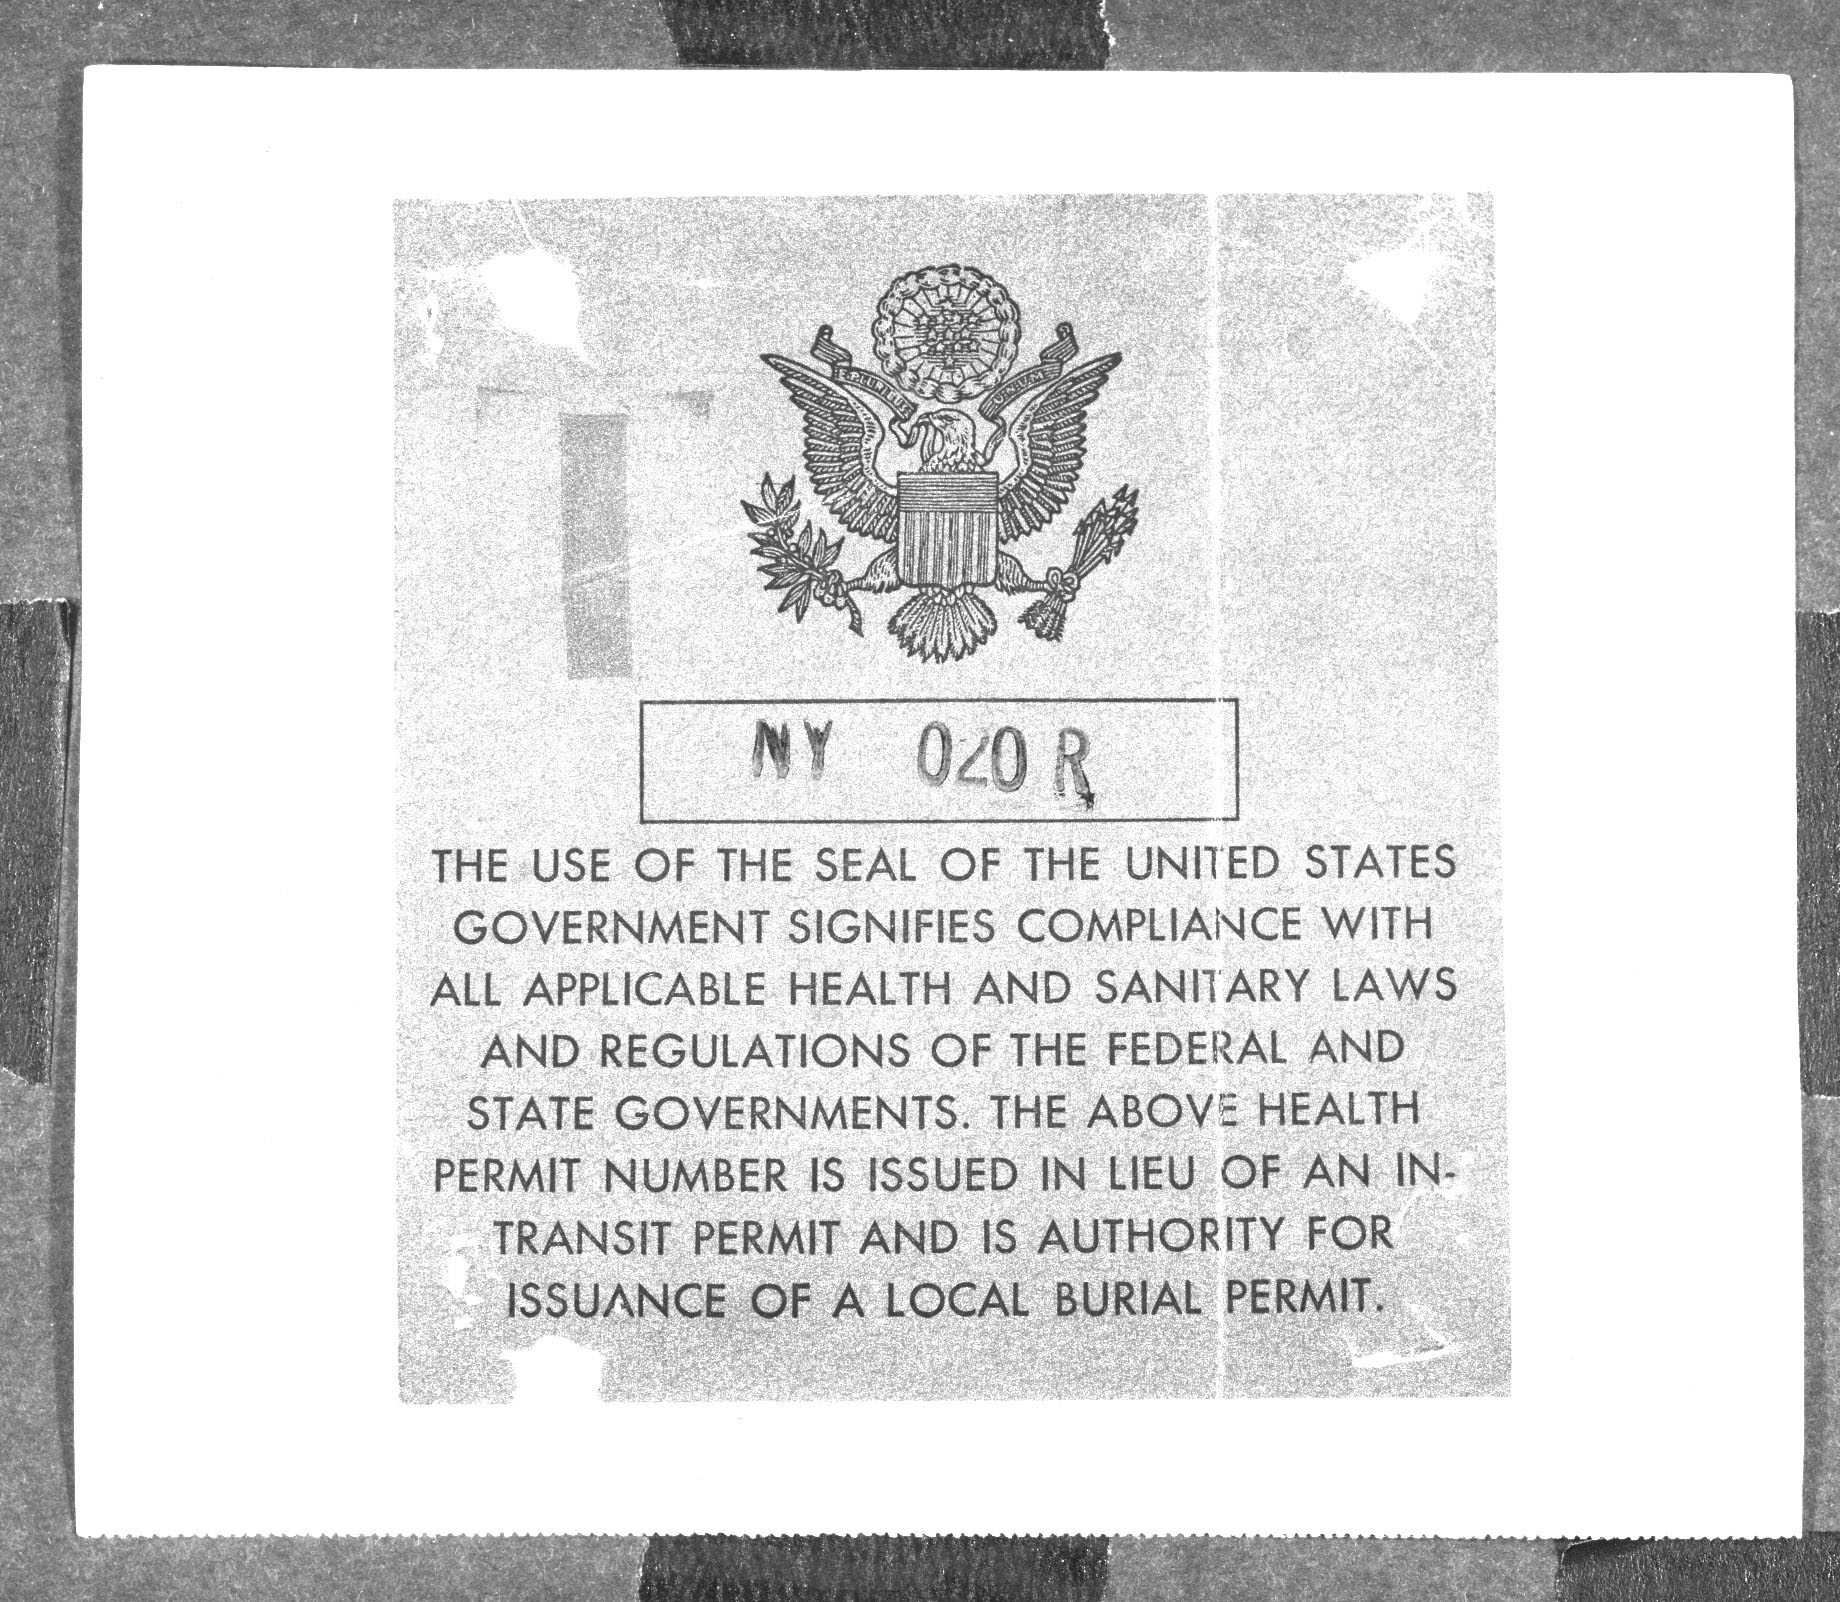 E PLURIBUS UNUM
NY 020 R
THE USE OF THE SEAL OF THE UNITED STATES
GOVERNMENT SIGNIFIES COMPLIANCE WITH
ALL APPLICABLE HEALTH AND SANITARY LAWS
AND REGULATIONS OF THE FEDERAL AND
STATE GOVERNMENTS. THE ABOVE HEALTH
PERMIT NUMBER IS ISSUED IN LIEU OF AN IN-
TRANSIT PERMIT AND IS AUTHORITY FOR
ISSUANCE OF A LOCAL BURIAL PERMIT.